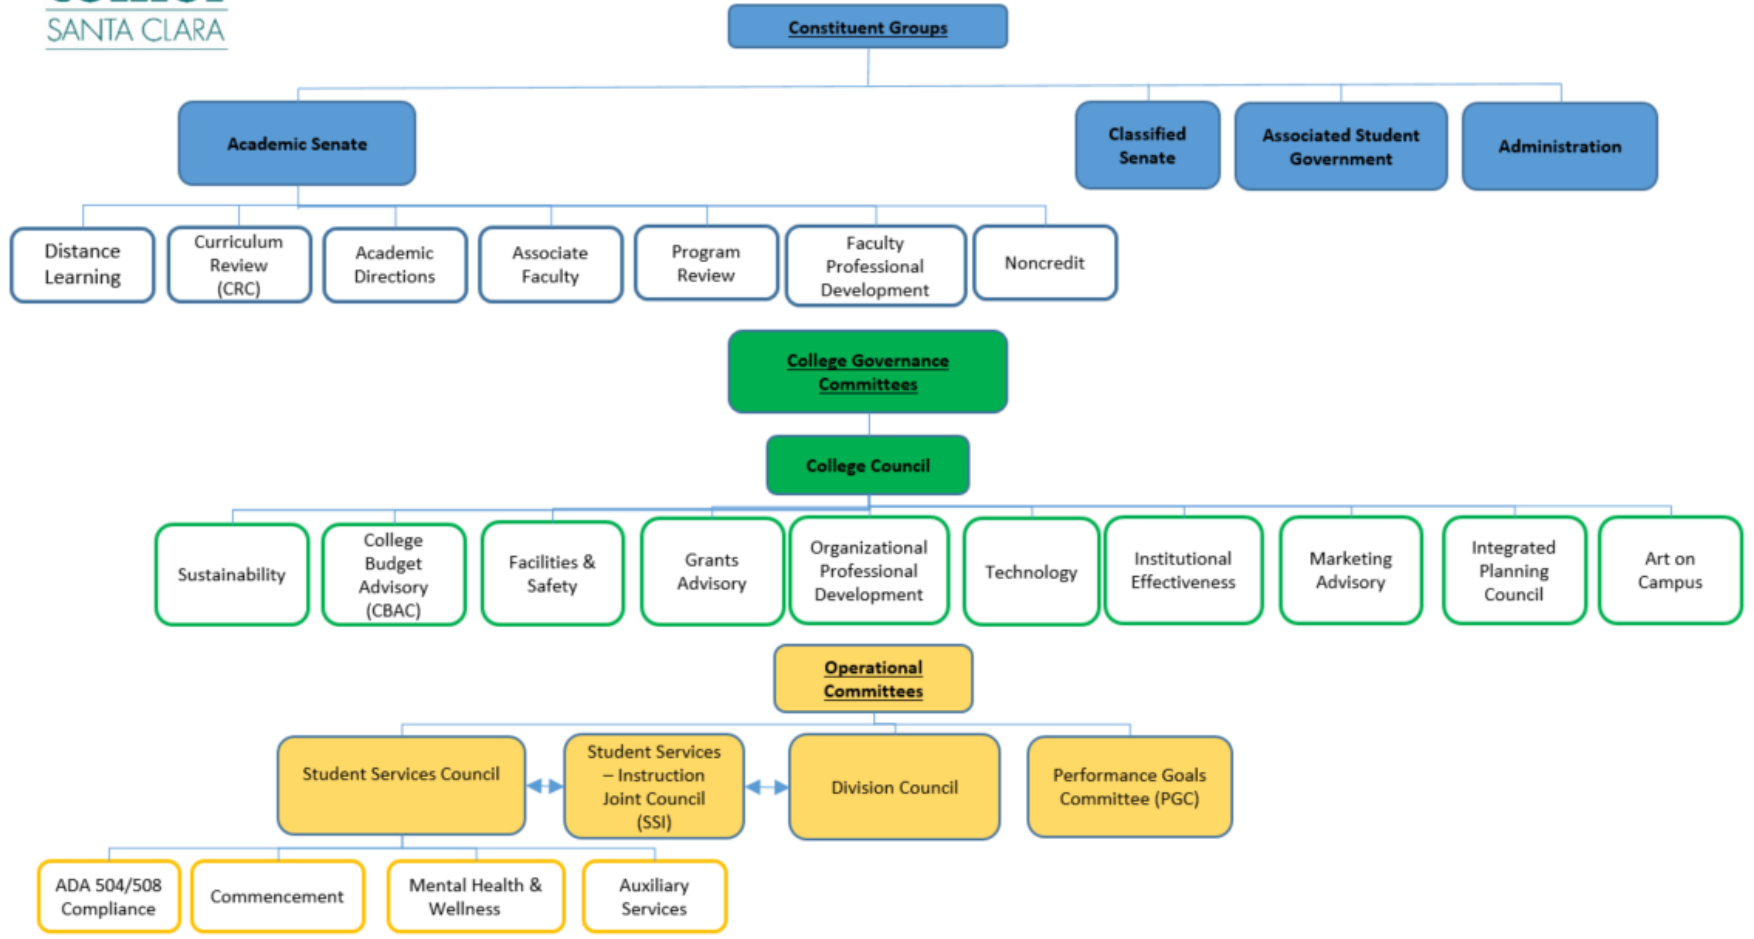 SANTA CLARA
Constituent Groups
Academic Senate
Classified
Senate
Associated Student
Government
Administration
Distance
Learning
Curriculum
Review
(CRC)
Academic
Directions
Associate
Faculty
Program
Review
Faculty
Professional
Development
Noncredit
College Governance
Committees
College Council
Sustainability
College
Budget
Advisory
(CBAC)
Facilities &
Safety
Grants
Advisory
Organizational
Professional
Development
Technology
Institutional
Effectiveness
Marketing
Advisory
Integrated
Planning
Council
Art on
Campus
Operational
Committees
Student Services Council
Student Services
– Instruction
Joint Council
(SSI)
Division Council
Performance Goals
Committee (PGC)
ADA 504/508
Compliance
Commencement
Mental Health &
Wellness
Auxiliary
Services